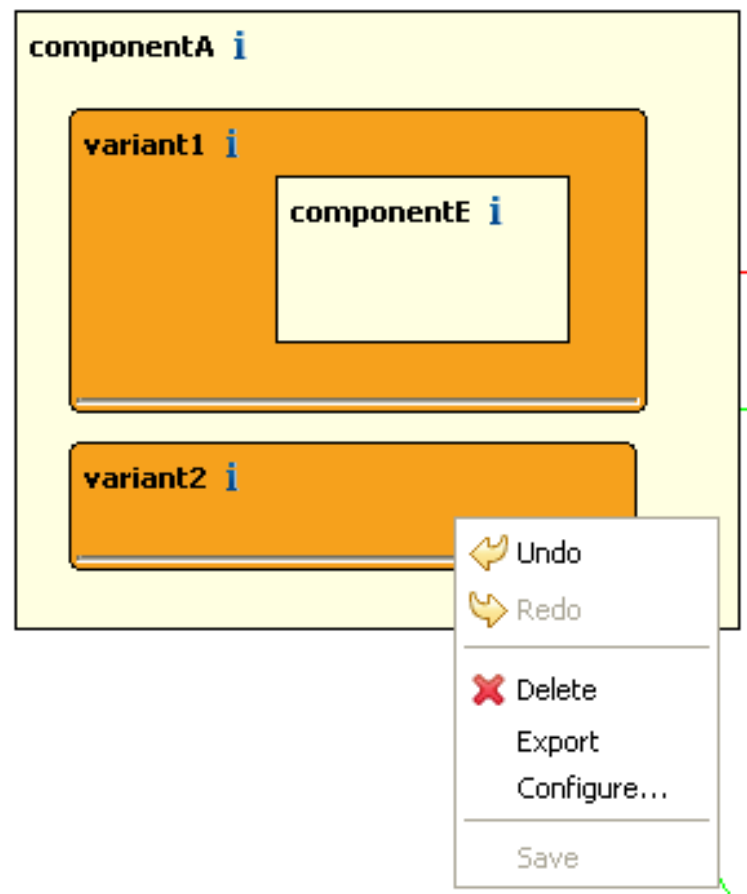 componentA i
variant1 i
componentE i
variant2 i
Undo
Redo
Delete
Export
Configure...
Save